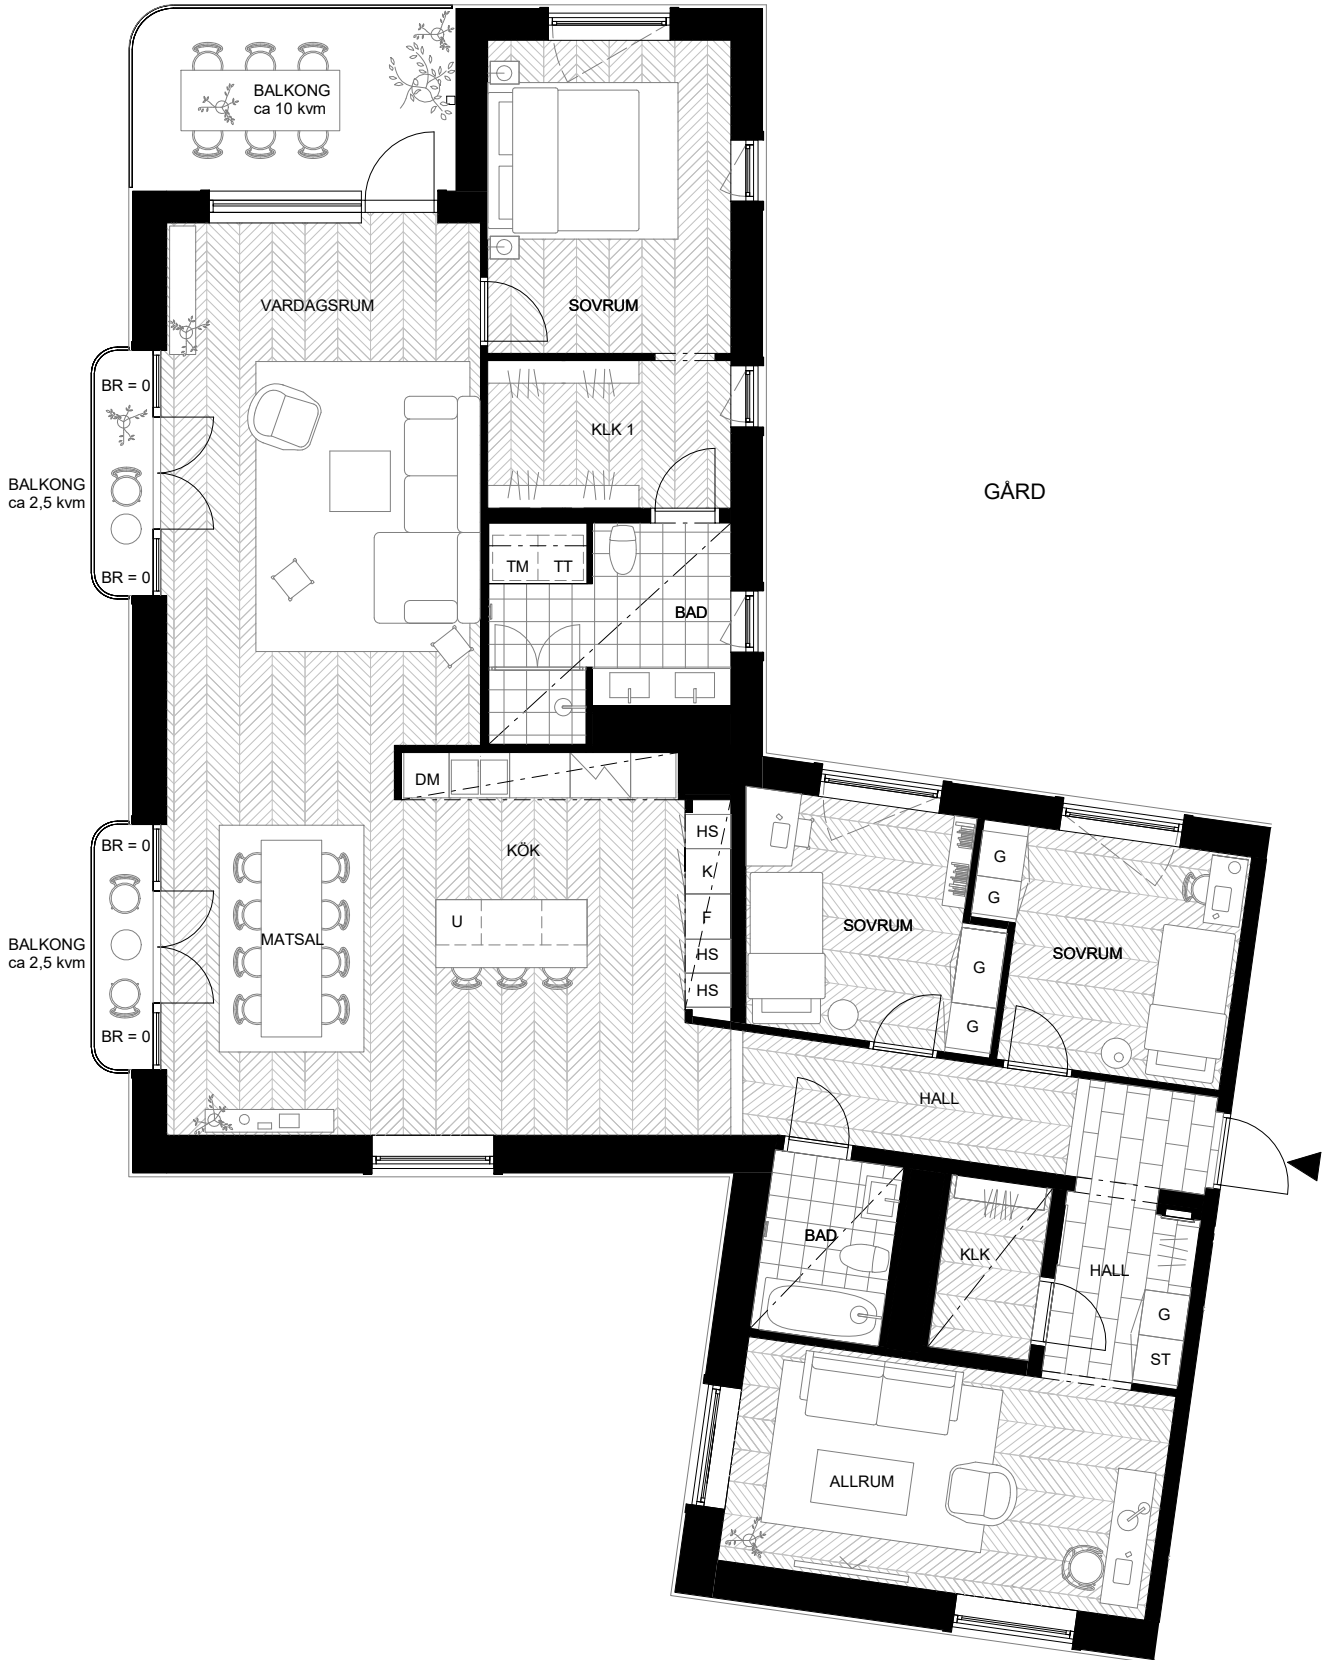 BALKONG
ca 10 kvm
VARDAGSRUM
SOVRUM
BR = 0
KLK 1
BALKONG
ca 2,5 kvm
GÅRD
BR = 0
TM
TT
BAD
DM
BR = 0
KÖK
HS
K
F
HS
HS
U
MATSAL
BALKONG
ca 2,5 kvm
BR = 0
SOVRUM
G
G
G
G
SOVRUM
HALL
BAD
KLK
HALL
G
ST
ALLRUM